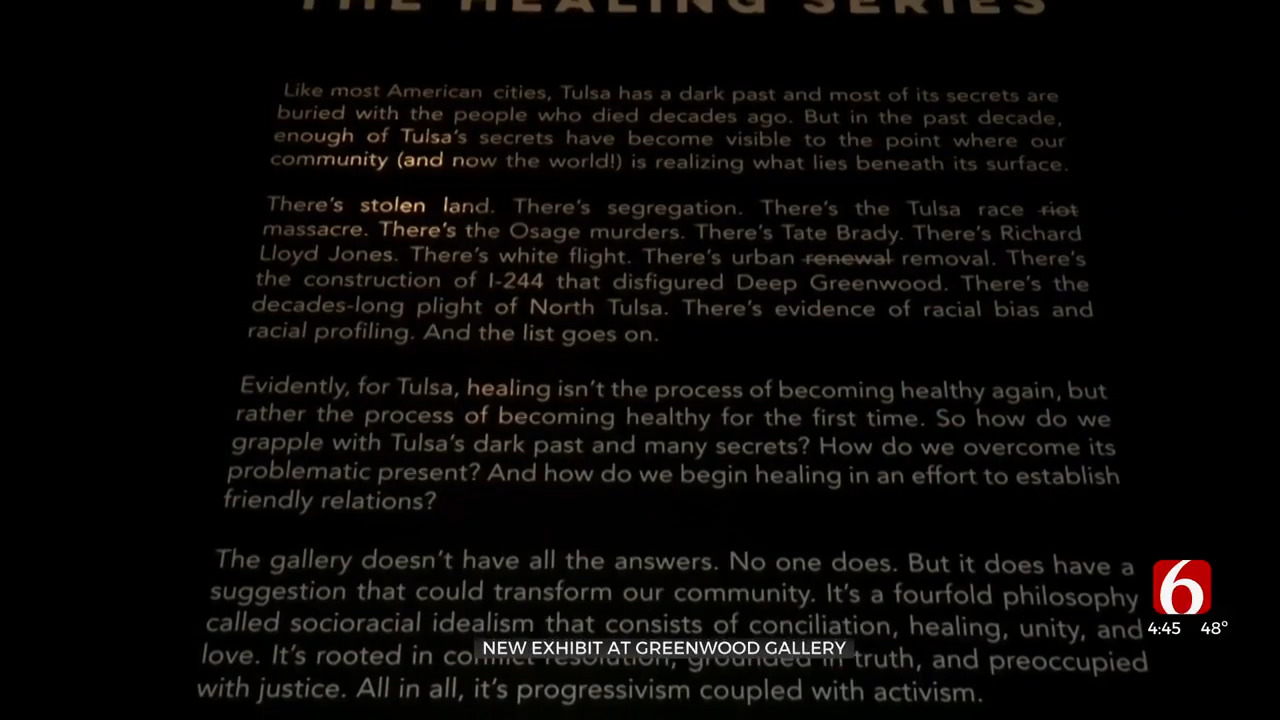 THE HEALING SERIES
Like most American cities, Tulsa has a dark past and most of its secrets are
buried with the people who died decades ago. But in the past decade,
enough of Tulsa's secrets have become visible to the point where our
community (and now the world!) is realizing what lies beneath its surface.
There's stolen land. There's segregation. There's the Tulsa race riot
massacre. There's the Osage murders. There's Tate Brady. There's Richard
Lloyd Jones. There's white flight. There's urban renewal removal. There's
the construction of I-244 that disfigured Deep Greenwood. There's the
decades-long plight of North Tulsa. There's evidence of racial bias and
racial profiling. And the list goes on.
Evidently, for Tulsa, healing isn't the process of becoming healthy again, but
rather the process of becoming healthy for the first time. So how do we
grapple with Tulsa's dark past and many secrets? How do we overcome its
problematic present? And how do we begin healing in an effort to establish
friendly relations?
The gallery doesn't have all the answers. No one does. But it does have a
suggestion that could transform our community. It's a fourfold philosophy
called socioracial idealism that consists of conciliation, healing, unity, and
love. It's rooted in conflict resolution, grounded in truth, and preoccupied
with justice. All in all, it's progressivism coupled with activism.
6
4:45 48°
NEW EXHIBIT AT GREENWOOD GALLERY